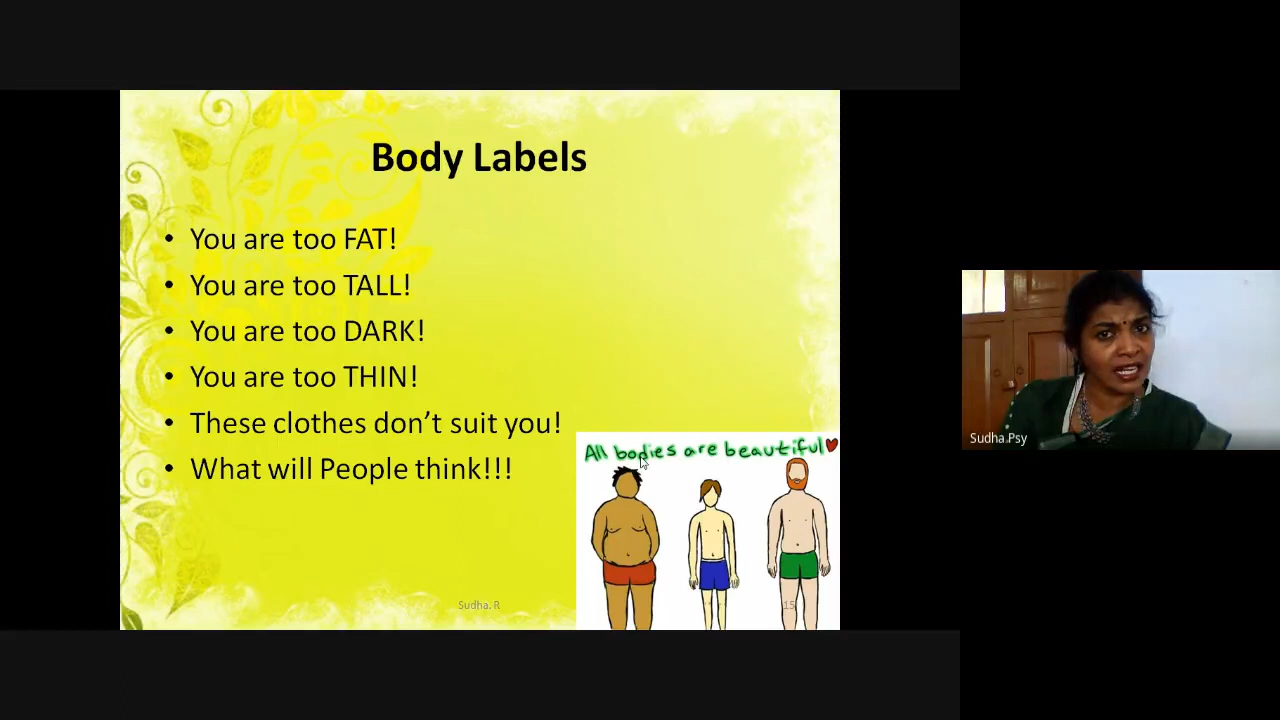 Body Labels
• You are too FAT!
• You are too TALL!
• You are too DARK!
• You are too THIN!
• These clothes don’t suit you!
• What will People think!!!
All bodies are beautiful
Sudha. R
15
Sudha Psy